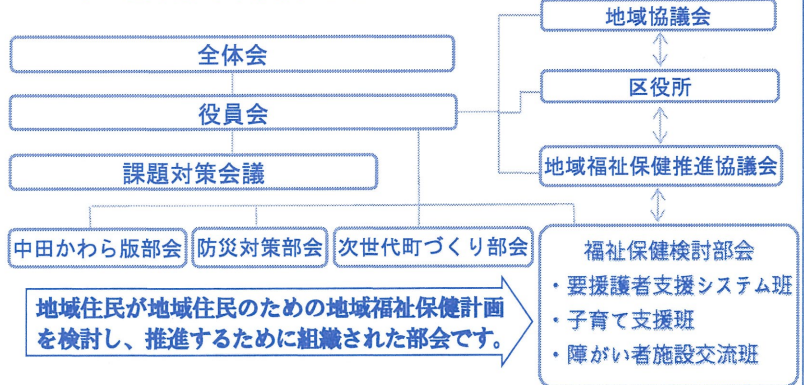 地域協議会
全体会
区役所
役員会
課題対策会議
地域福祉保健推進協議会
中田かわら版部会
防災対策部会
次世代町づくり部会
福祉保健検討部会
・要援護者支援システム班
・子育て支援班
・障がい者施設交流班
地域住民が地域住民のための地域福祉保健計画
を検討し、推進するために組織された部会です。